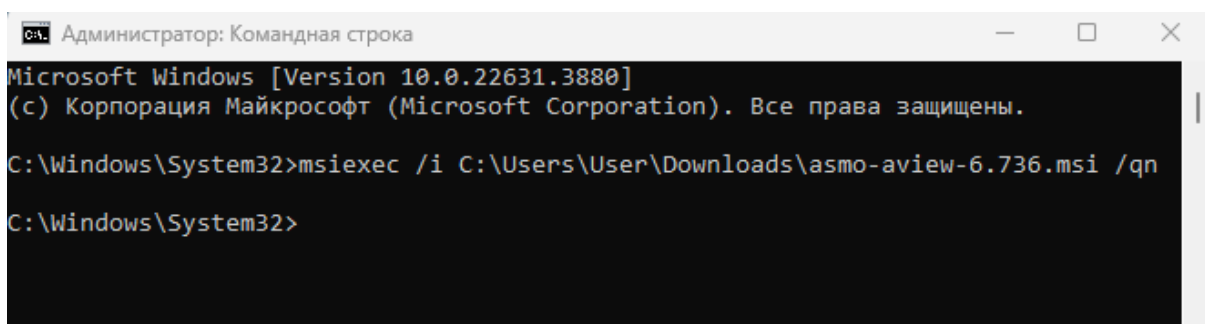 Администратор: Командная строка
Microsoft Windows [Version 10.0.22631.3880]
(c) Корпорация Майкрософт (Microsoft Corporation). Все права защищены.
C:\Windows\System32>msiexec /i C:\Users\User\Downloads\asmo-aview-6.736.msi /qn
C:\Windows\System32>